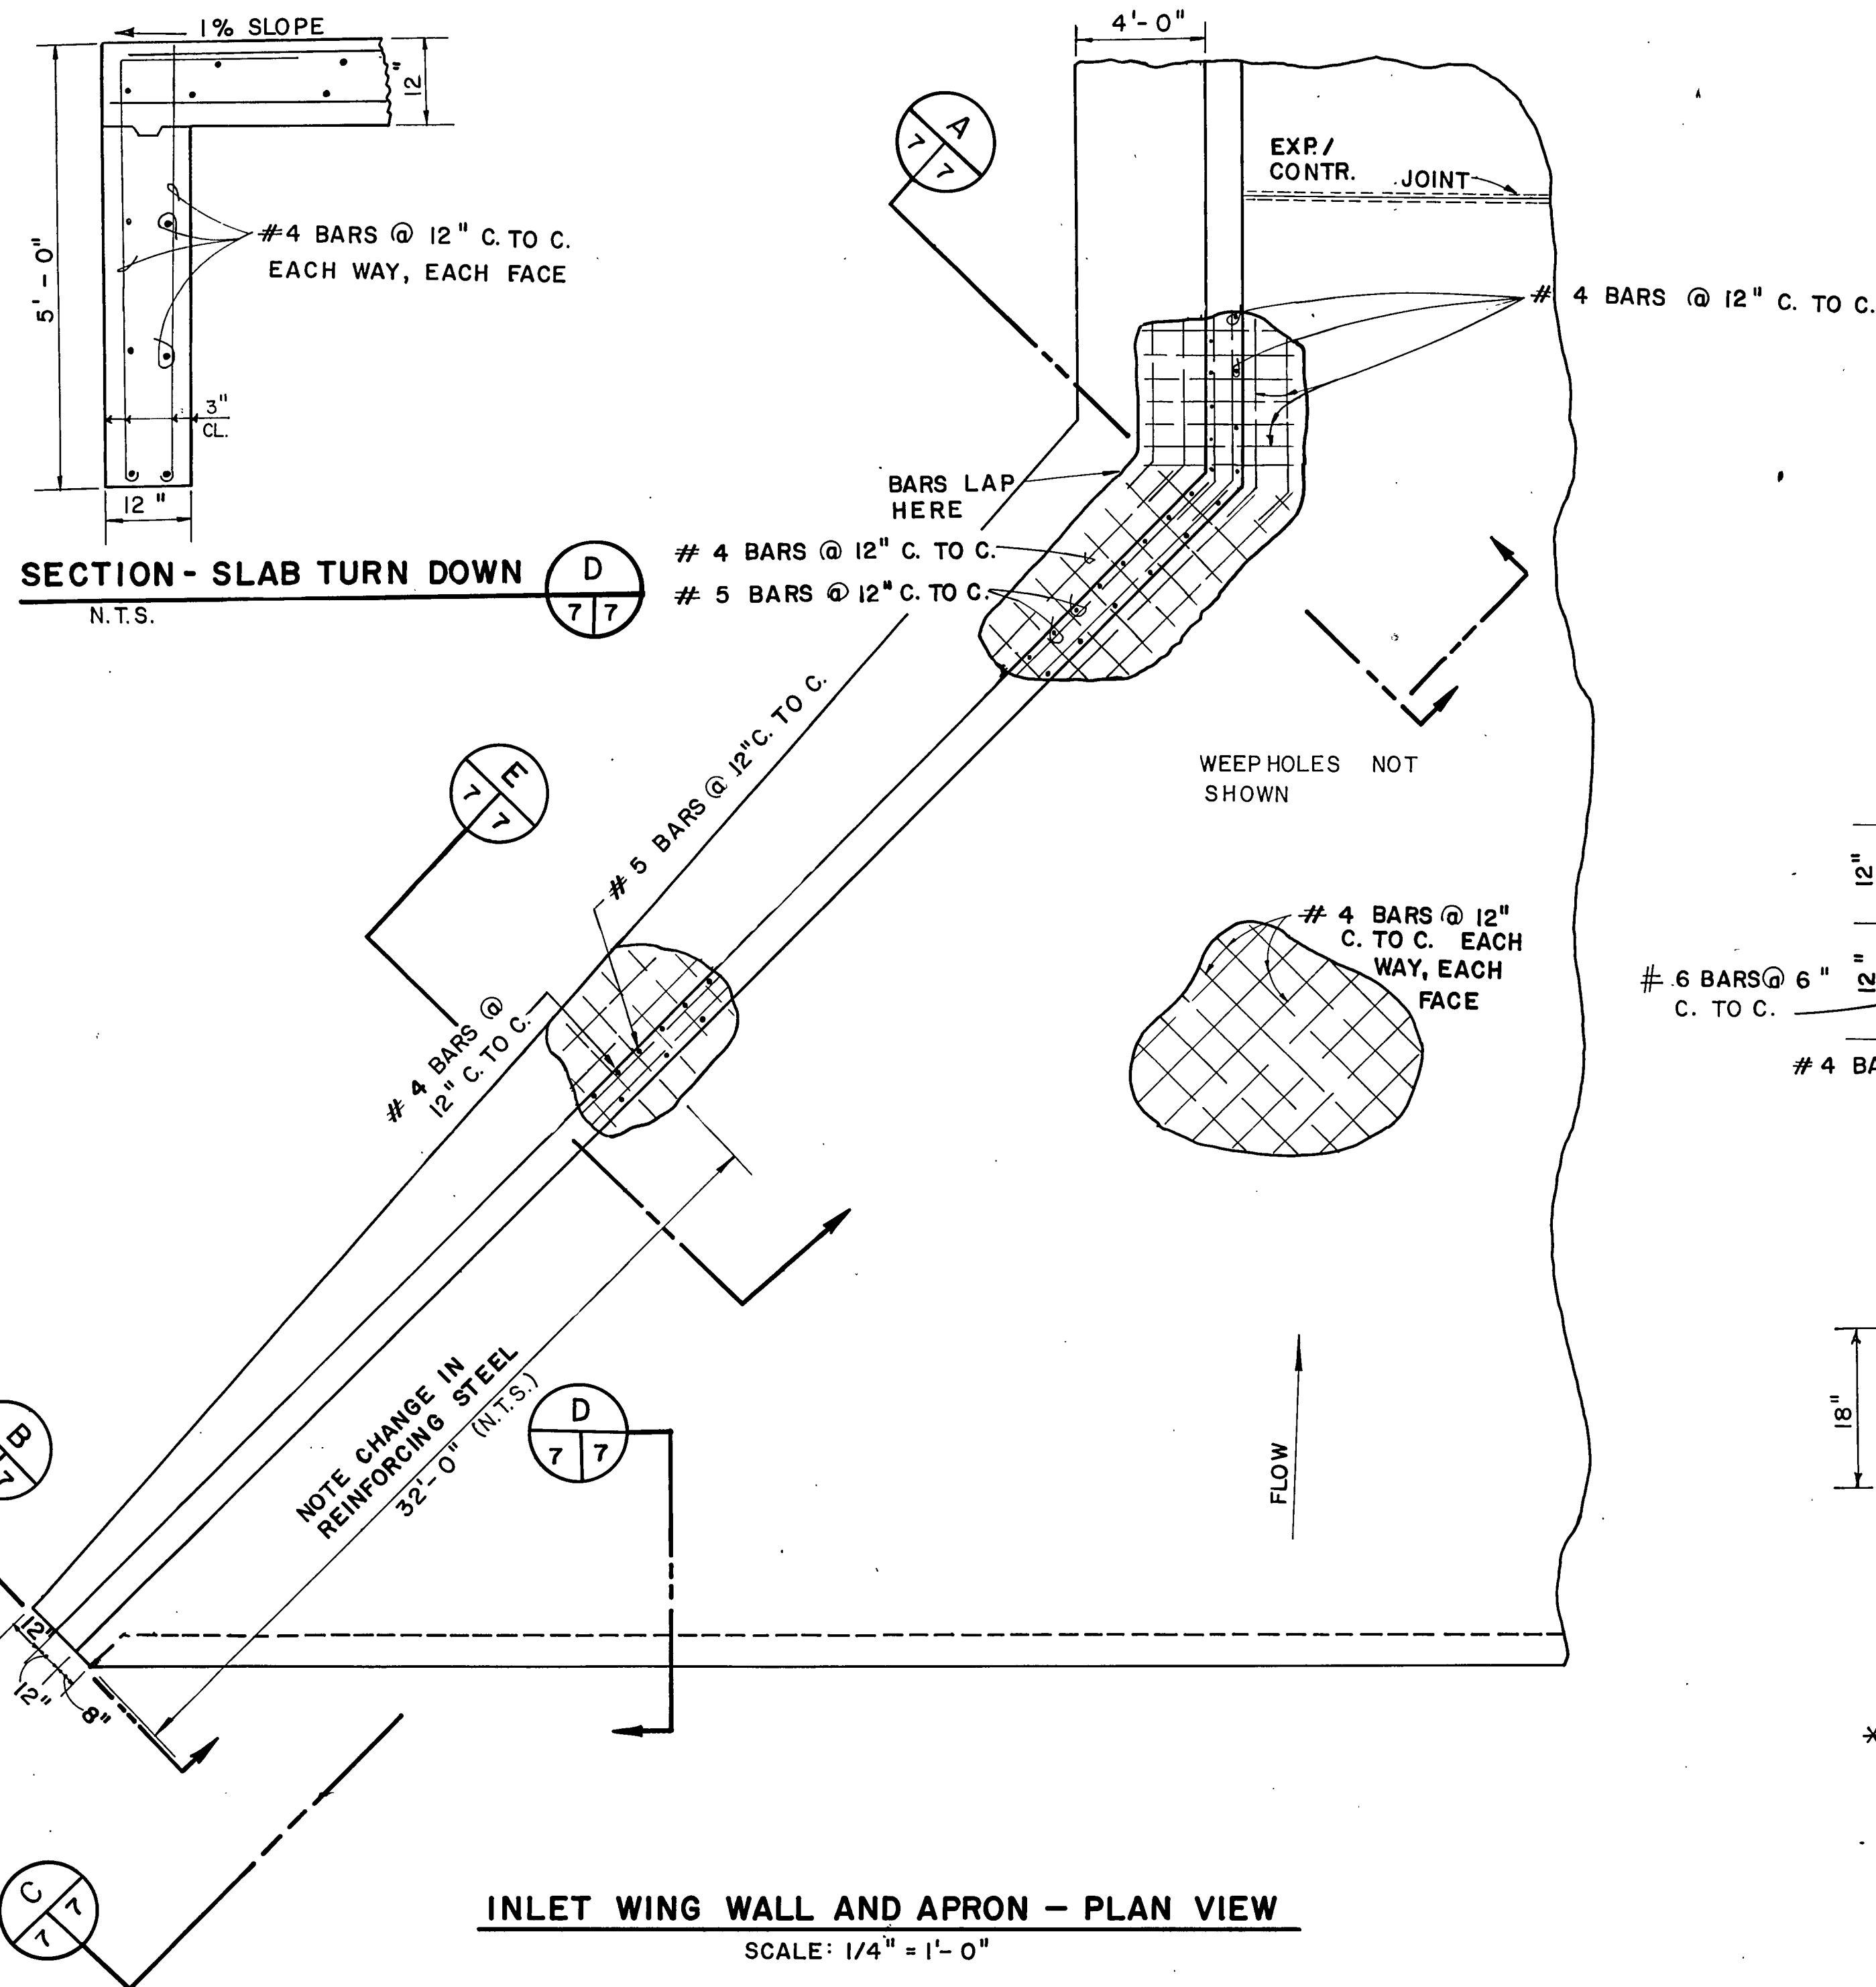 1% SLOPE
12"
5'-0"
#4 BARS @ 12" C. TO C.
EACH WAY, EACH FACE
3"
CL.
12"
SECTION - SLAB TURN DOWN
N.T.S.
D
7 7
4'-0"
A
7 7
EXP./
CONTR. JOINT
# 4 BARS @ 12" C. TO C.
BARS LAP
HERE
# 4 BARS @ 12" C. TO C.
# 5 BARS @ 12" C. TO C.
# 5 BARS @ 12" C. TO C.
E
7 7
WEEPHOLES NOT
SHOWN
# 4 BARS @ 12"
C. TO C. EACH
WAY, EACH
FACE
12"
12"
# 6 BARS @ 6"
C. TO C.
# 4 BA
# 4 BARS @
12" C. TO C.
NOTE CHANGE IN
REINFORCING STEEL
32'-0" (N.T.S.)
D
7 7
FLOW
18"
B
7
12"
12"
8"
C
7 7
*
INLET WING WALL AND APRON - PLAN VIEW
SCALE: 1/4" = 1'-0"